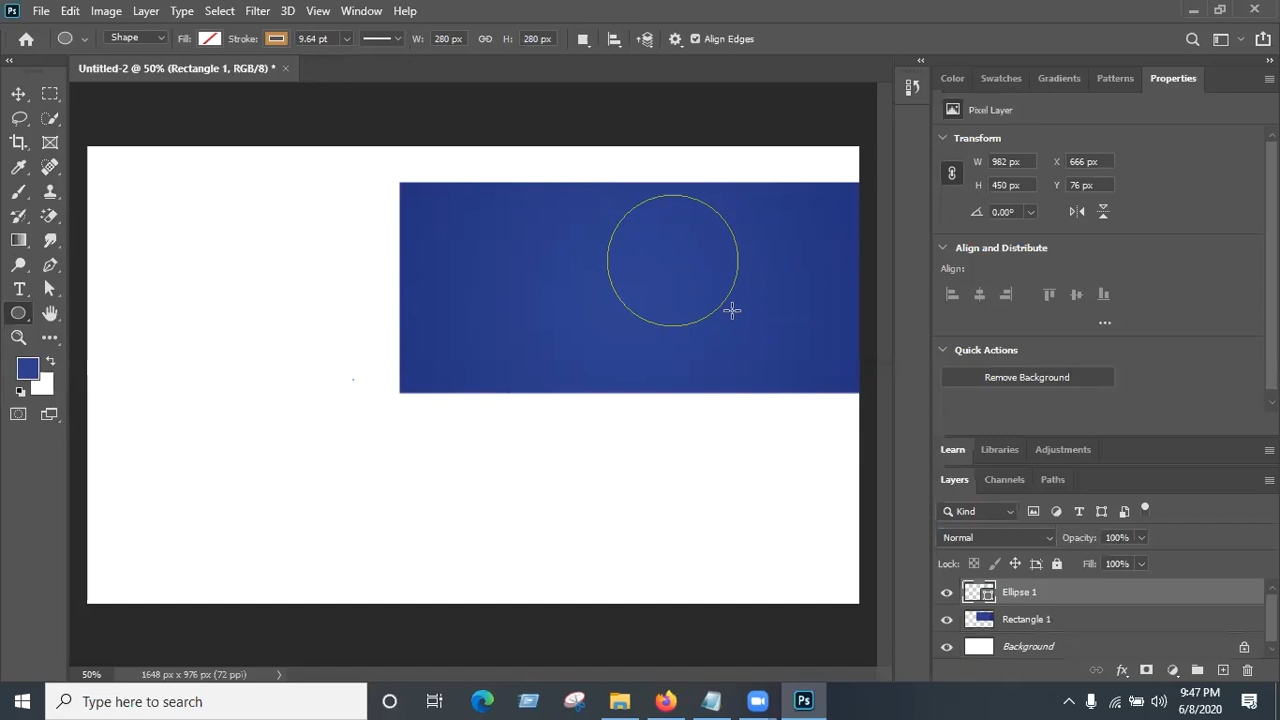 Ps File Edit Image Layer Type Select Filter 3D View Window Help
Shape Fill: Stroke: 9.64 pt W: 280 px H: 280 px Align Edges
Untitled-2 @ 50% (Rectangle 1, RGB/8) * ×
Color Swatches Gradients Patterns Properties
Pixel Layer
Transform
W 982 px X 666 px
H 450 px Y 76 px
0.00°
Align and Distribute
Align:
Quick Actions
Remove Background
Learn Libraries Adjustments
Layers Channels Paths
Kind
Normal Opacity: 100%
Lock: Fill: 100%
Ellipse 1
Rectangle 1
Background
50% 1648 px x 976 px (72 ppi)
Type here to search
Ps
9:47 PM
6/8/2020